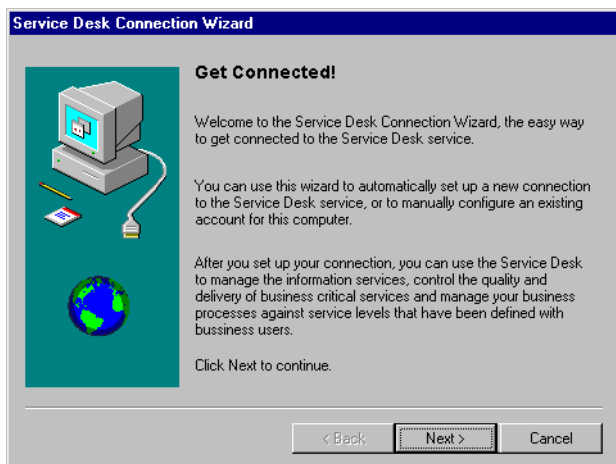 Service Desk Connection Wizard
Get Connected!
Welcome to the Service Desk Connection Wizard, the easy way
to get connected to the Service Desk service.
You can use this wizard to automatically set up a new connection
to the Service Desk service, or to manually configure an existing
account for this computer.
After you set up your connection, you can use the Service Desk
to manage the information services, control the quality and
delivery of business critical services and manage your business
processes against service levels that have been defined with
bussiness users.
Click Next to continue.
< Back Next > Cancel